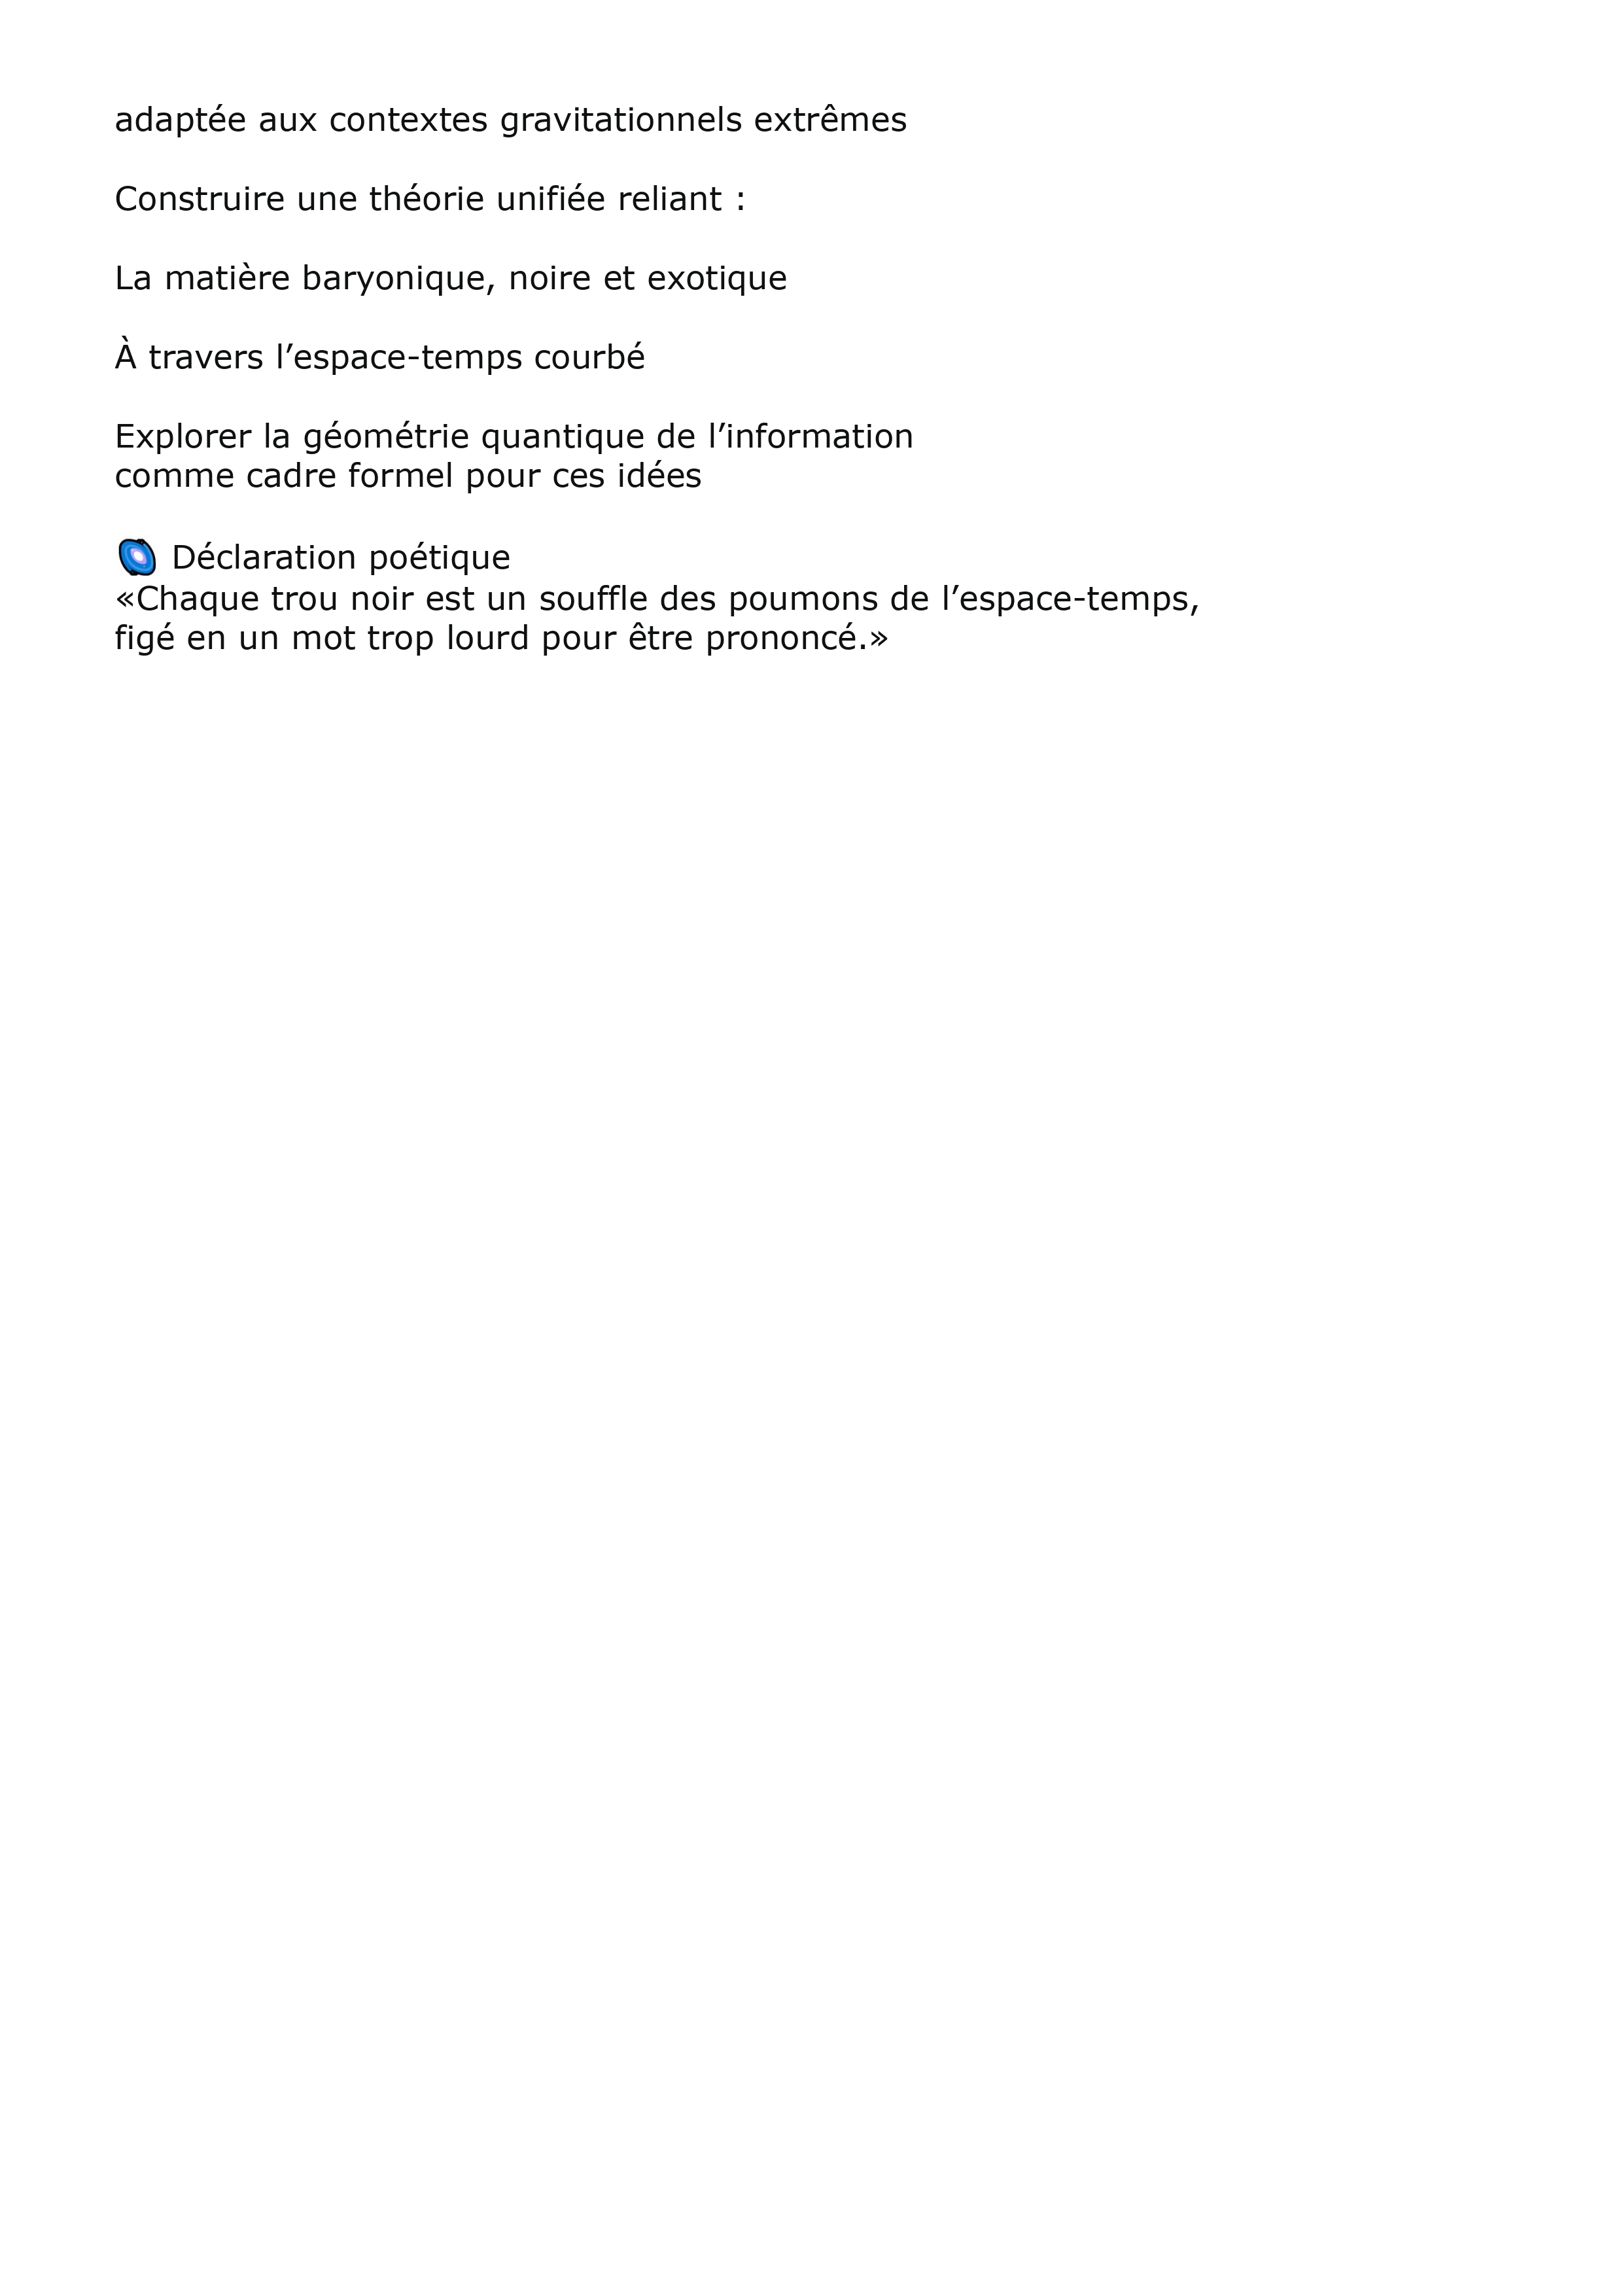 adaptée aux contextes gravitationnels extrêmes
Construire une théorie unifiée reliant :
La matière baryonique, noire et exotique
À travers l’espace-temps courbé
Explorer la géométrie quantique de l’information
comme cadre formel pour ces idées
Déclaration poétique
«Chaque trou noir est un souffle des poumons de l’espace-temps,
figé en un mot trop lourd pour être prononcé.»